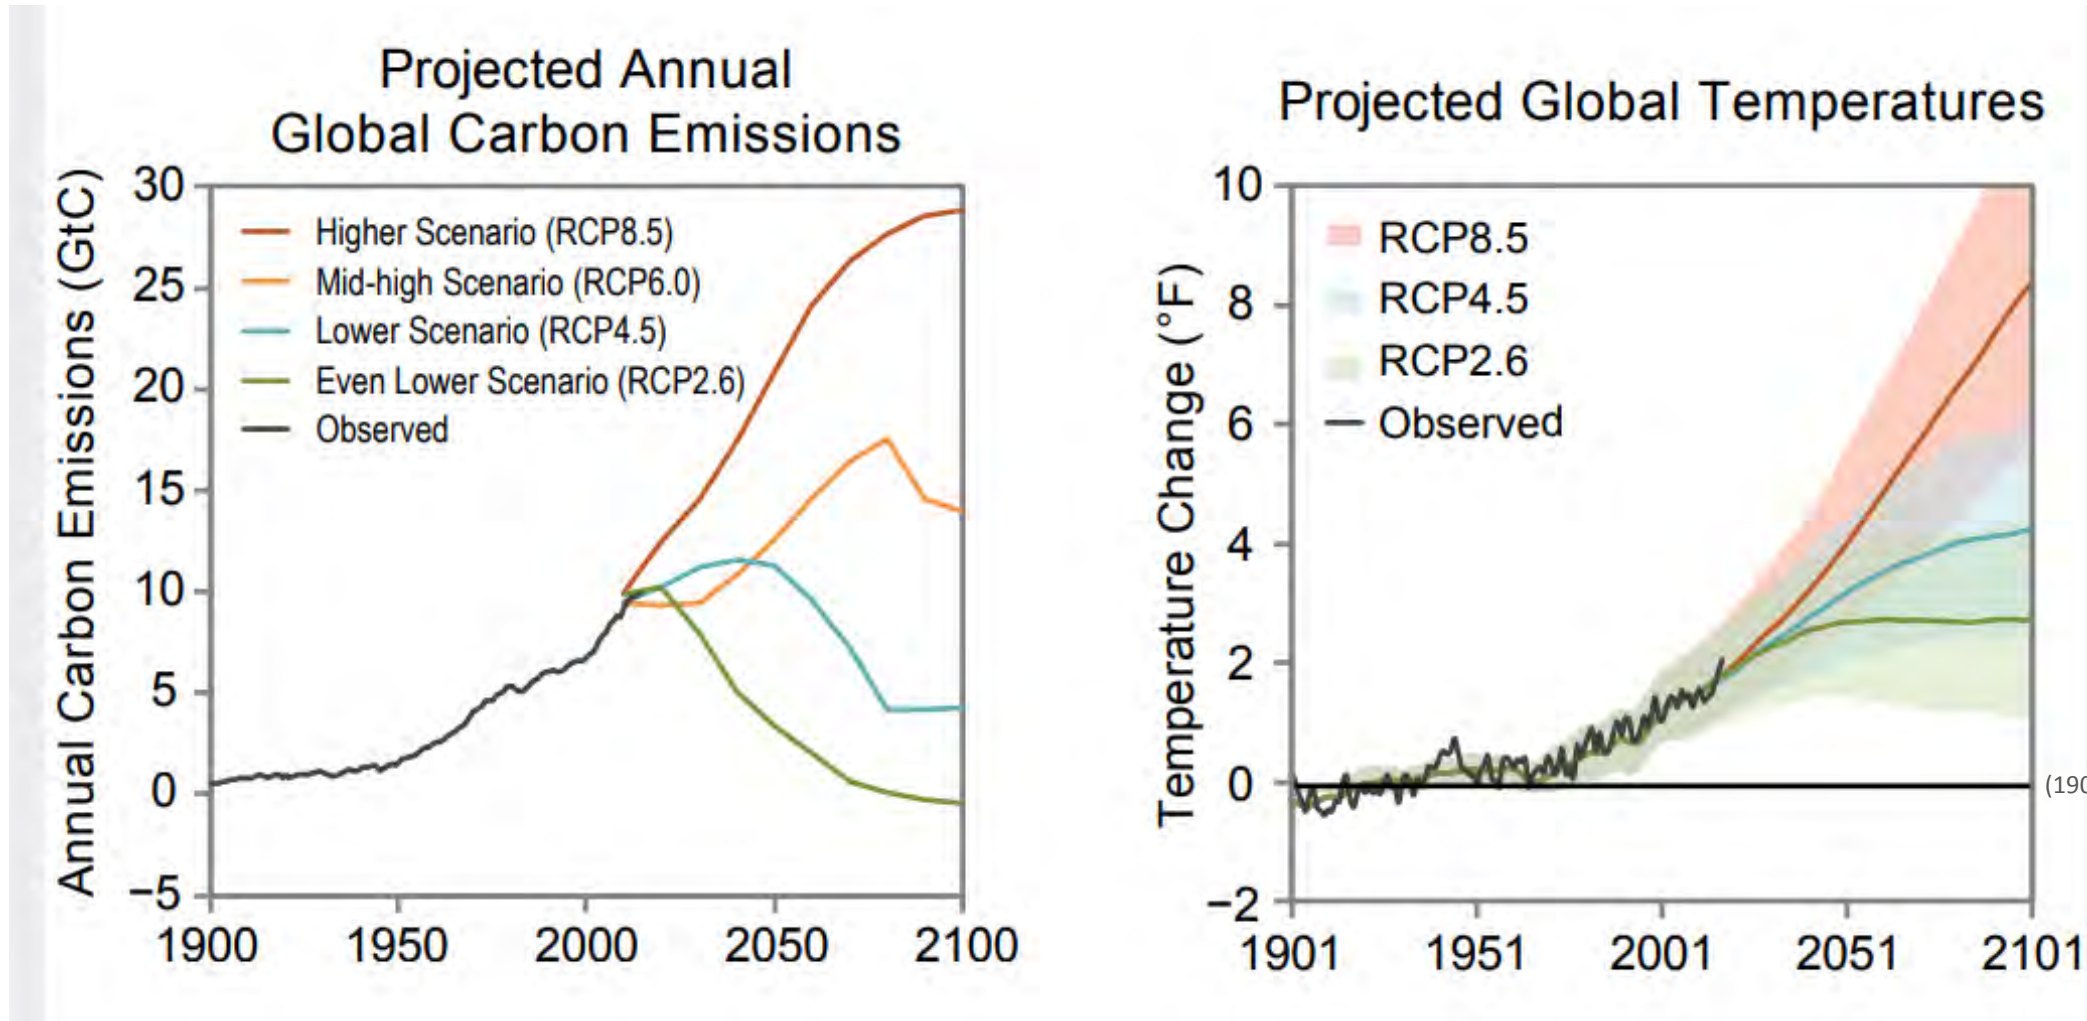 Projected Annual
Global Carbon Emissions
Annual Carbon Emissions (GtC)
30
25
20
15
10
5
0
−5
Higher Scenario (RCP8.5)
Mid-high Scenario (RCP6.0)
Lower Scenario (RCP4.5)
Even Lower Scenario (RCP2.6)
Observed
1900 1950 2000 2050 2100
Projected Global Temperatures
Temperature Change (°F)
10
8
6
4
2
0
−2
RCP8.5
RCP4.5
RCP2.6
Observed
(190
1901 1951 2001 2051 2101